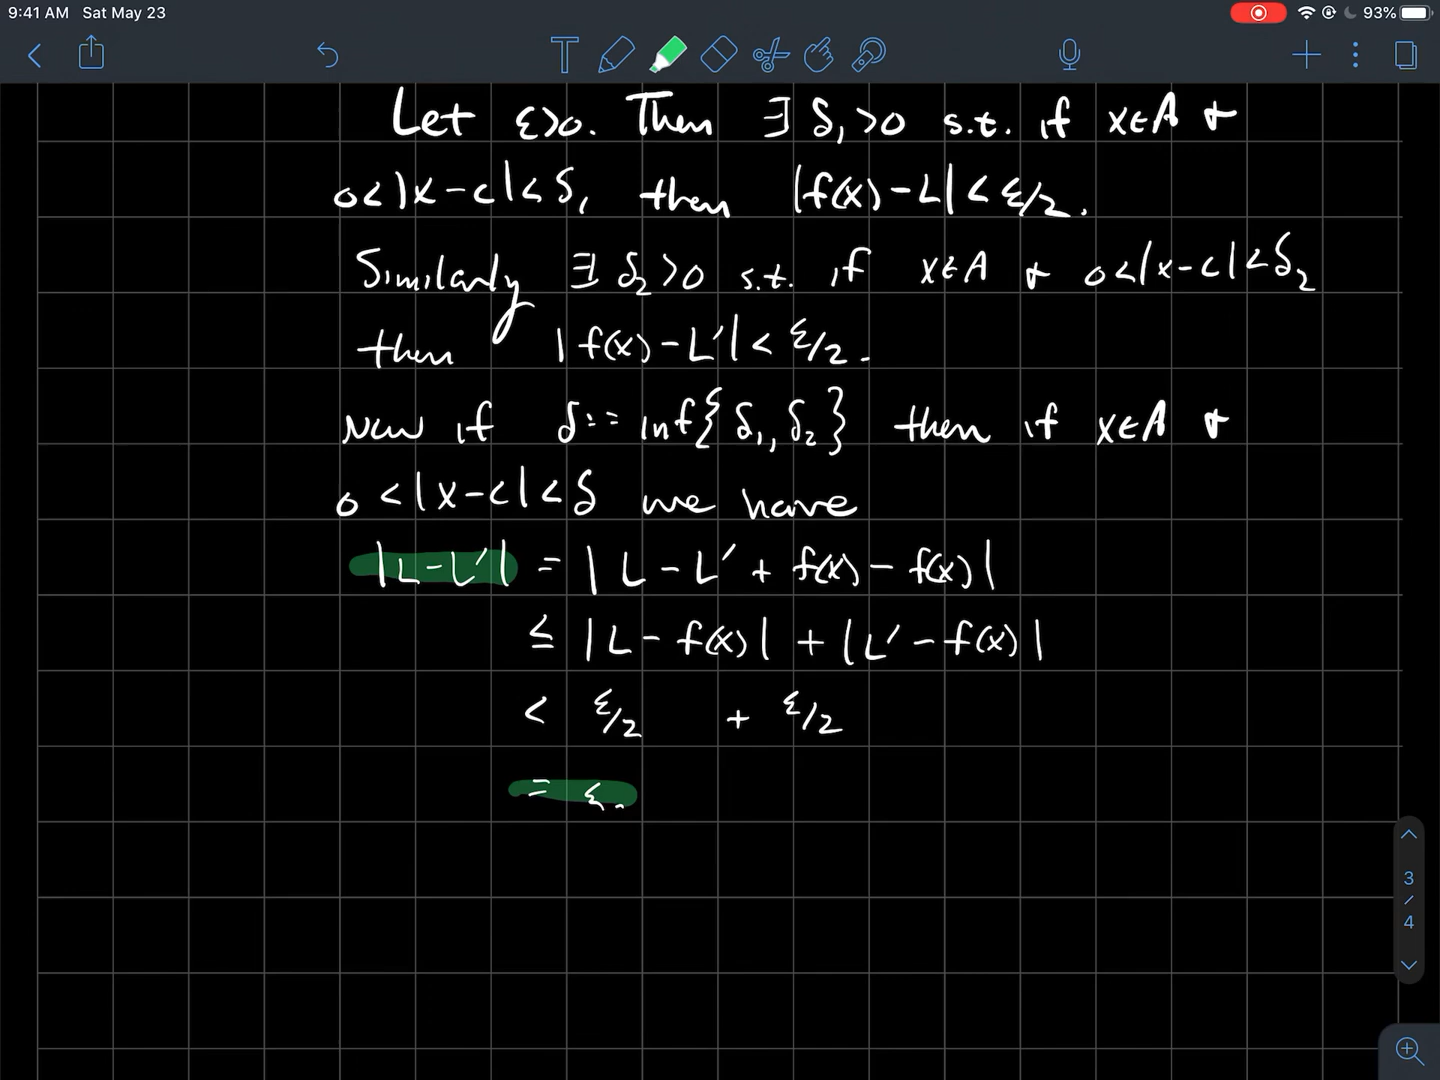 9:41 AM Sat May 23
93%
Let ε>0. Then ∃ δ₁>0 s.t. if x∈A &
0<|x-c|<δ₁ then |f(x)-L|<ε/2.
Similarly ∃ δ₂>0 s.t. if x∈A & 0<|x-c|<δ₂
then |f(x)-L'|<ε/2.
Now if δ:=inf{δ₁,δ₂} then if x∈A &
0<|x-c|<δ we have
|L-L'| = |L-L'+f(x)-f(x)|
≤ |L-f(x)|+|L'-f(x)|
< ε/2 + ε/2
= ε.
3
/
4